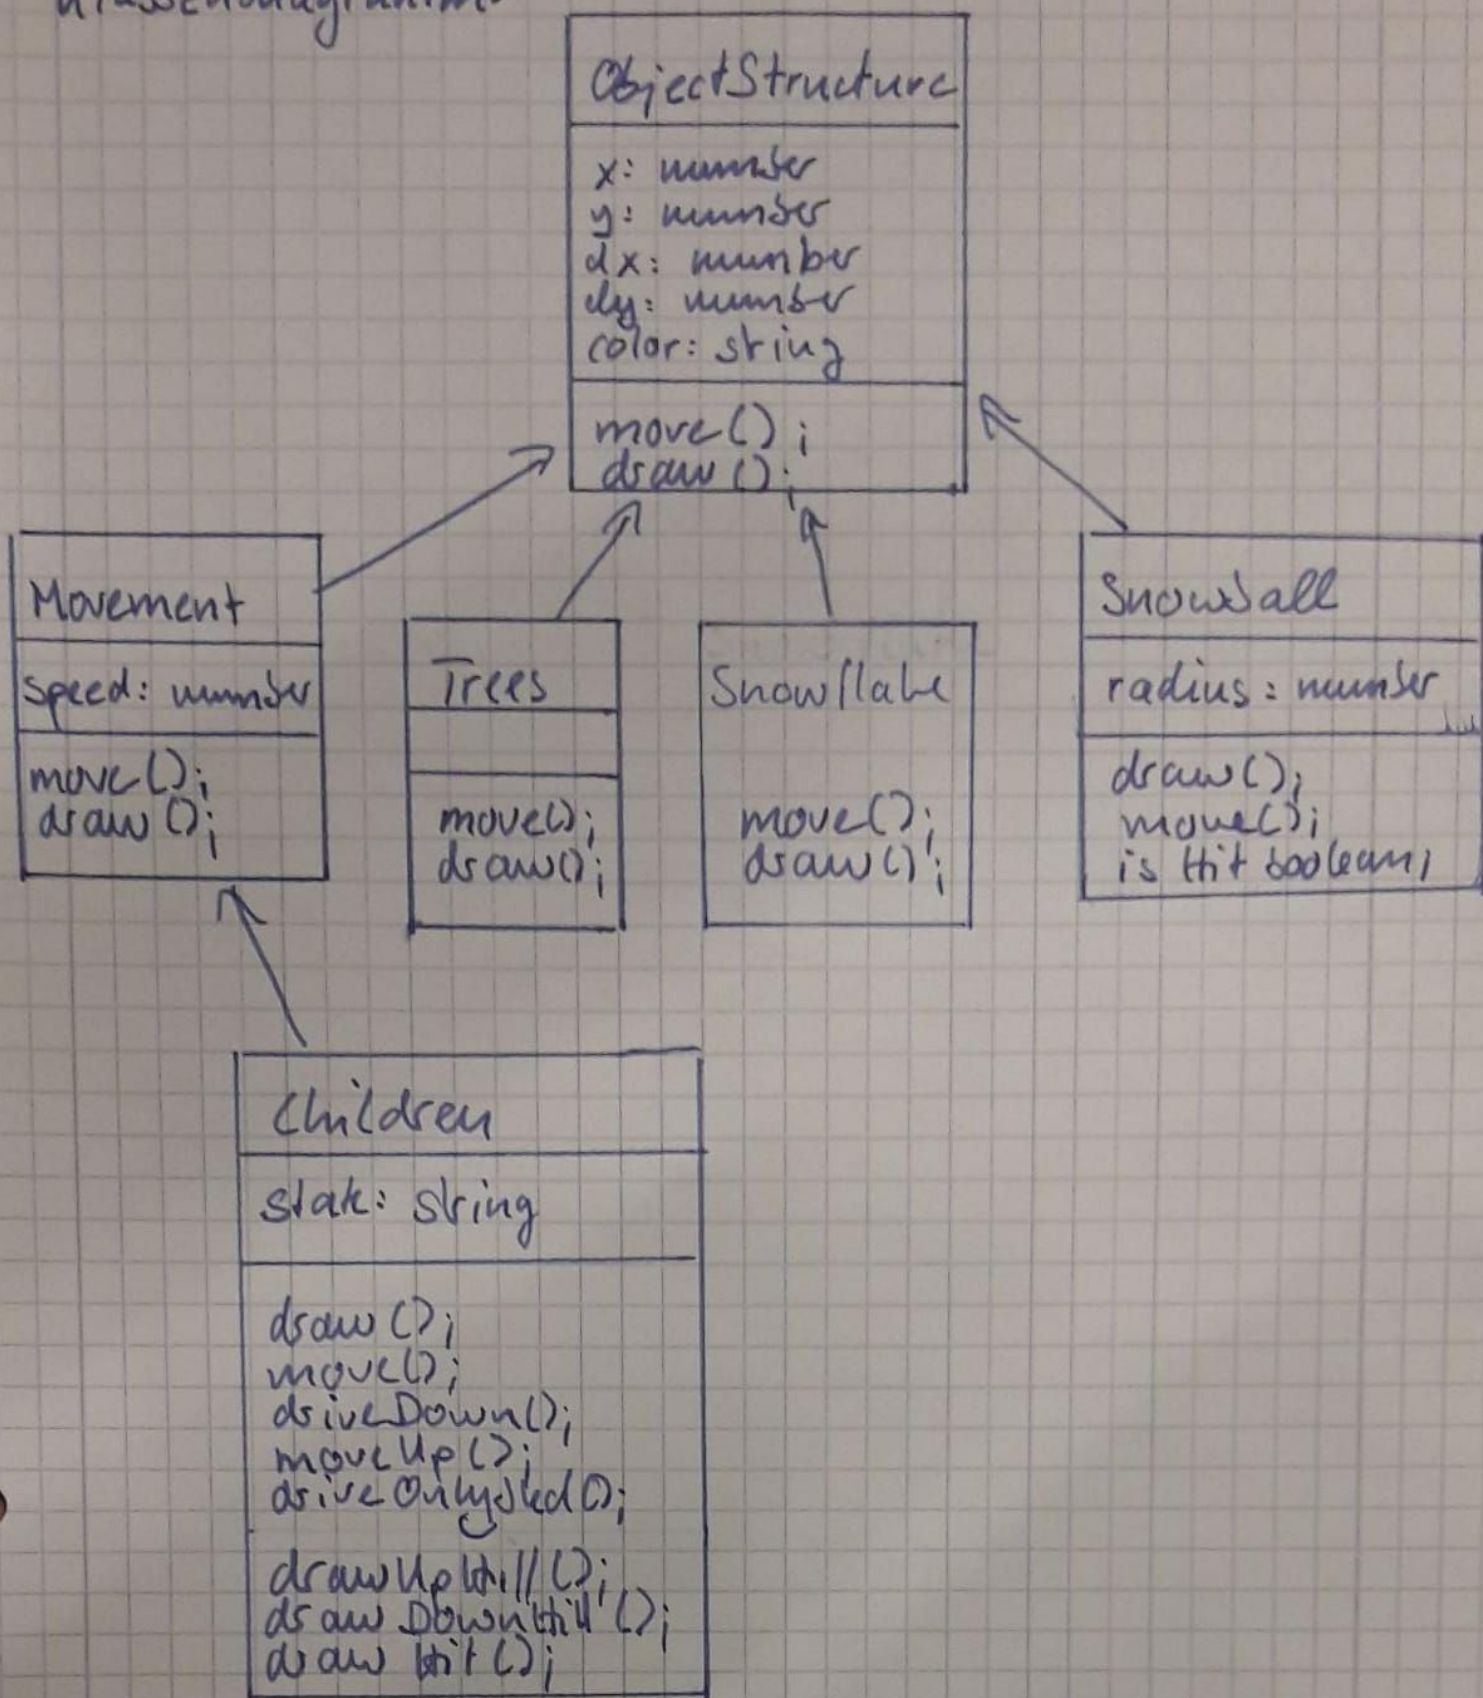 Klassendiagramm
ObjectStructure
x: number
y: number
dx: number
dy: number
color: string
move();
draw();
Movement
speed: number
move();
draw();
Trees
move();
draw();
Snowflake
move();
draw();
Snowball
radius: number
draw();
move();
isHit boolean;
Children
state: string
draw();
move();
driveDown();
moveUp();
driveOnlySled();
drawUpHill();
drawDownHill();
drawHit();